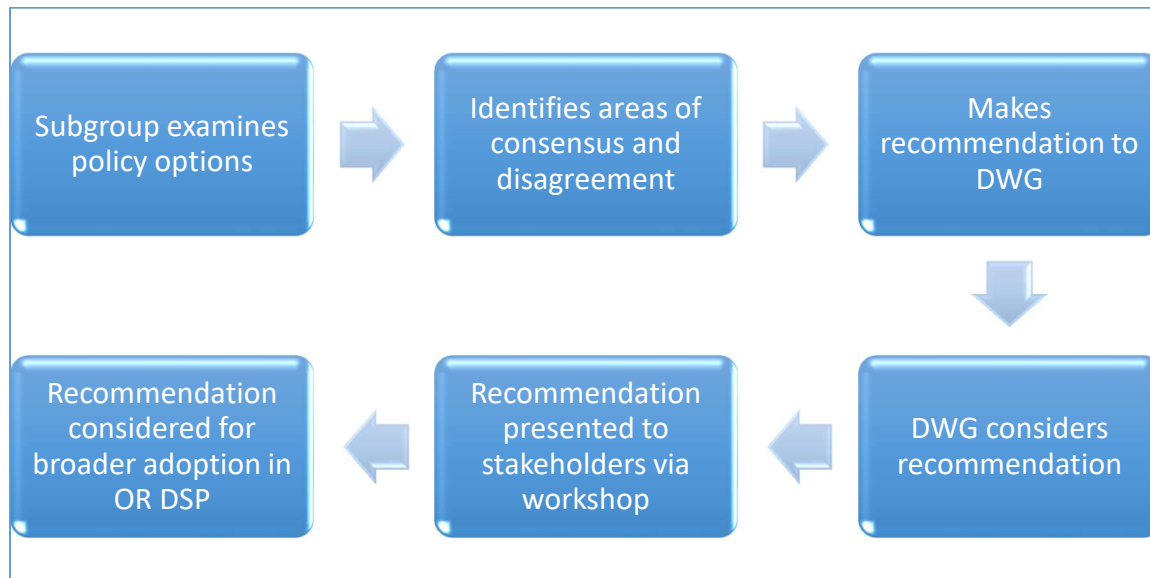 Subgroup examines
policy options
Identifies areas of
consensus and
disagreement
Makes
recommendation to
DWG
DWG considers
recommendation
Recommendation
presented to
stakeholders via
workshop
Recommendation
considered for
broader adoption in
OR DSP